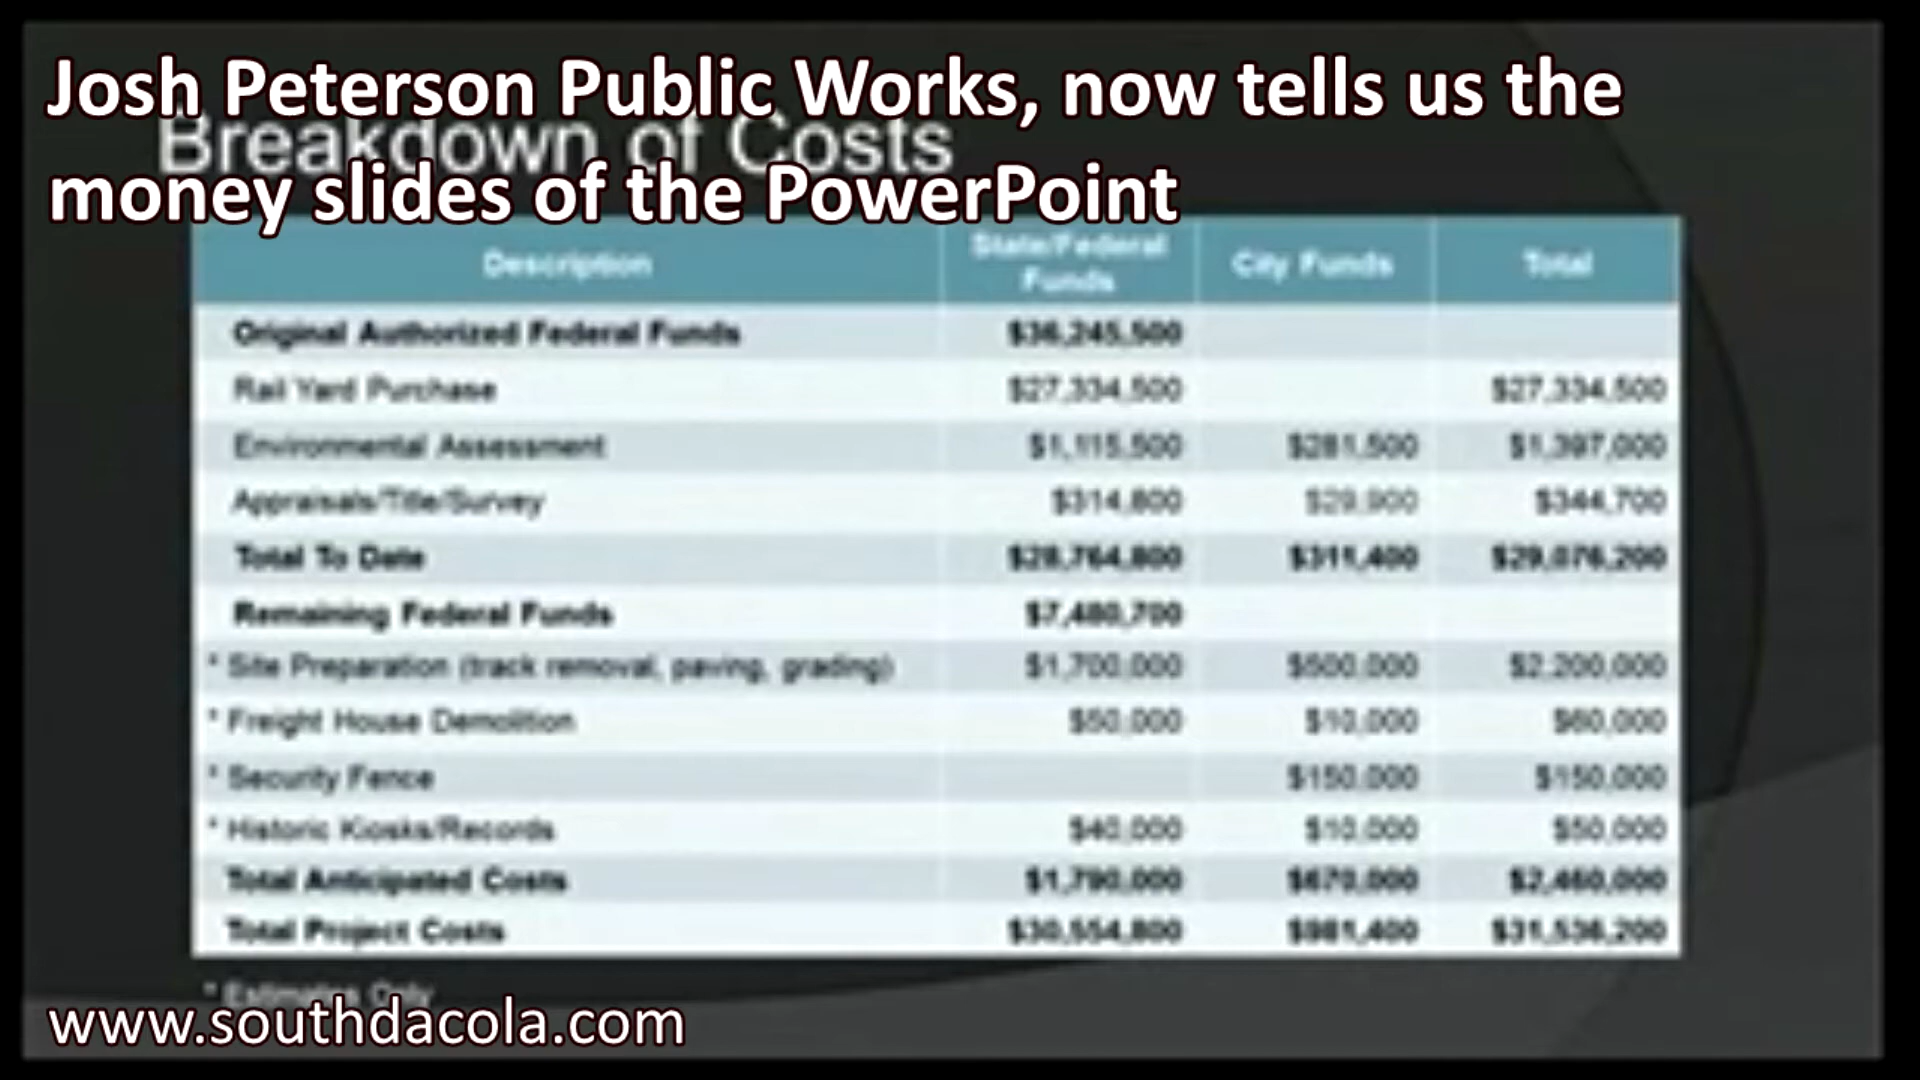 Josh Peterson Public Works, now tells us the
Breakdown of Costs
money slides of the PowerPoint
Description State/Federal Funds City Funds Total
Original Authorized Federal Funds $36,245,500
Rail Yard Purchase $27,334,500 $27,334,500
Environmental Assessment $1,115,500 $281,500 $1,397,000
Appraisals/Title/Survey $314,800 $29,900 $344,700
Total To Date $28,764,800 $311,400 $29,076,200
Remaining Federal Funds $7,480,700
* Site Preparation (track removal, paving, grading) $1,700,000 $500,000 $2,200,000
* Freight House Demolition $50,000 $10,000 $60,000
* Security Fence $150,000 $150,000
* Historic Kiosks/Records $40,000 $10,000 $50,000
Total Anticipated Costs $1,790,000 $670,000 $2,460,000
Total Project Costs $30,554,800 $981,400 $31,536,200
* Estimates Only
www.southdacola.com